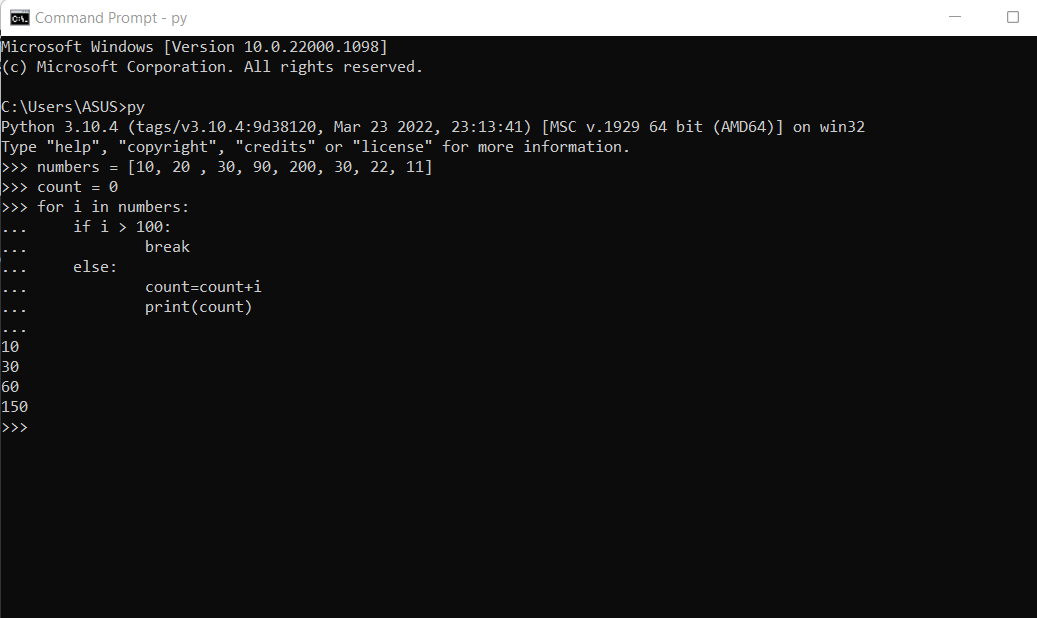 Command Prompt - py
Microsoft Windows [Version 10.0.22000.1098]
(c) Microsoft Corporation. All rights reserved.
C:\Users\ASUS>py
Python 3.10.4 (tags/v3.10.4:9d38120, Mar 23 2022, 23:13:41) [MSC v.1929 64 bit (AMD64)] on win32
Type "help", "copyright", "credits" or "license" for more information.
>>> numbers = [10, 20 , 30, 90, 200, 30, 22, 11]
>>> count = 0
>>> for i in numbers:
...     if i > 100:
...             break
...     else:
...             count=count+i
...             print(count)
...
10
30
60
150
>>>